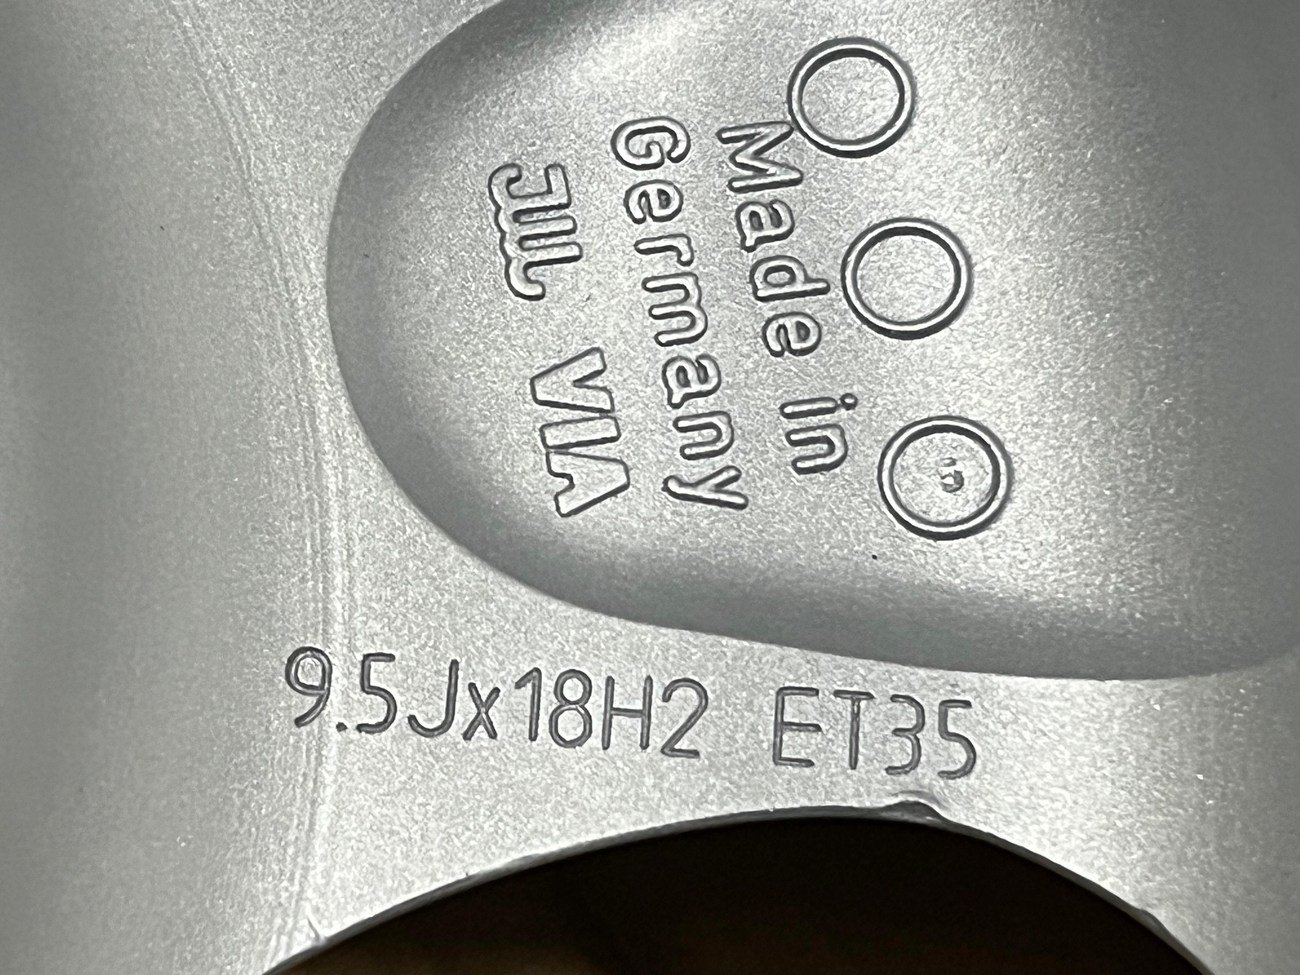 Made in
Germany
JWL VIA
9.5Jx18H2 ET35